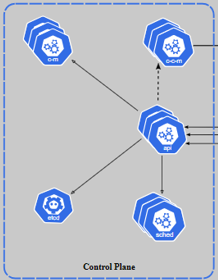 c-m
c-c-m
api
etcd
sched
Control Plane